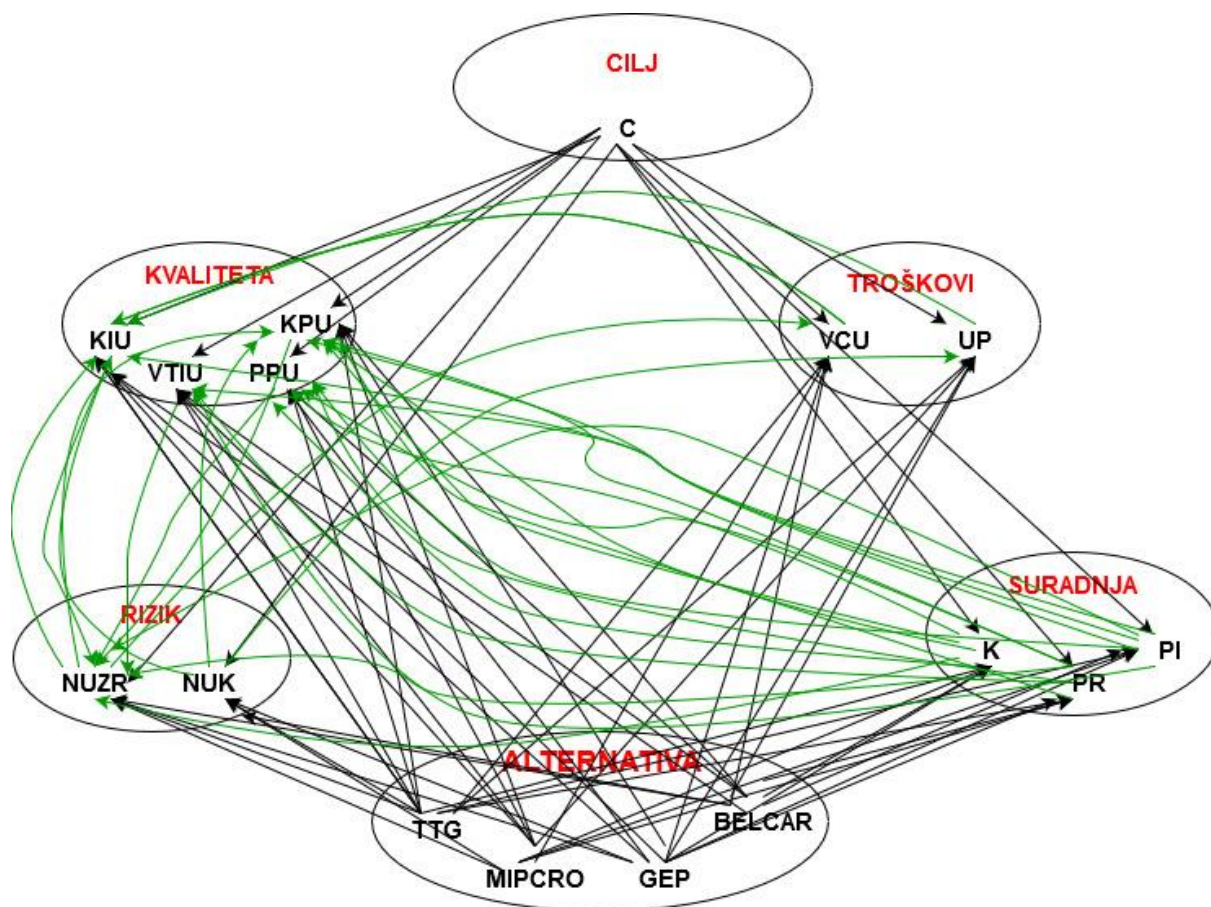 CILJ
C
KVALITETA
KIU
KPU
VTIU
PPU
TROŠKOVI
VCU
UP
RIZIK
NUZR
NUK
SURADNJA
K
PI
PR
ALTERNATIVA
TTG
BELCAR
MIPCRO
GEP